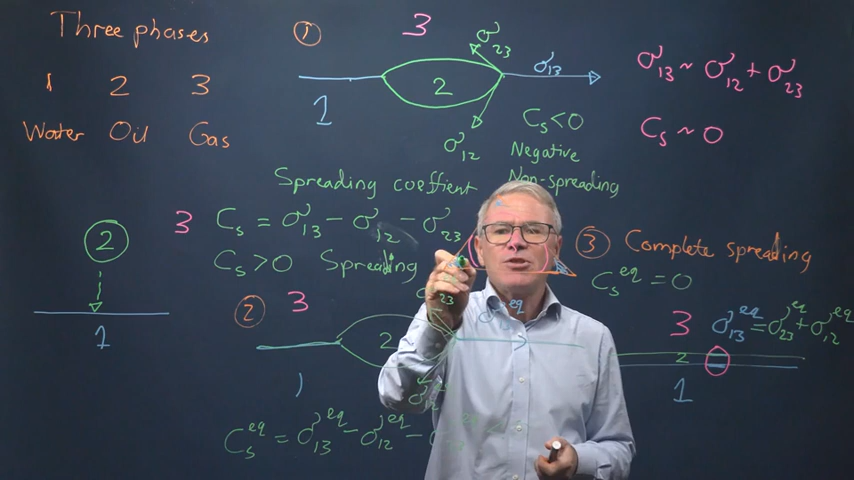 Three phases
1 2 3
Water Oil Gas
1
3
2
1
σ23
σ13
σ12
Cs<0
Negative
Non-spreading
σ13 ~ σ12 + σ23
Cs ~ 0
Spreading coeffient
3 Cs = σ13 - σ12 - σ23
Cs>0 Spreading
2
1
2
3
2
1
σ23
σ12
Cs^eq = σ13^eq - σ12^eq -
3 Complete spreading
Cs^eq = 0
3
σ13^eq = σ23^eq + σ12^eq
2
1